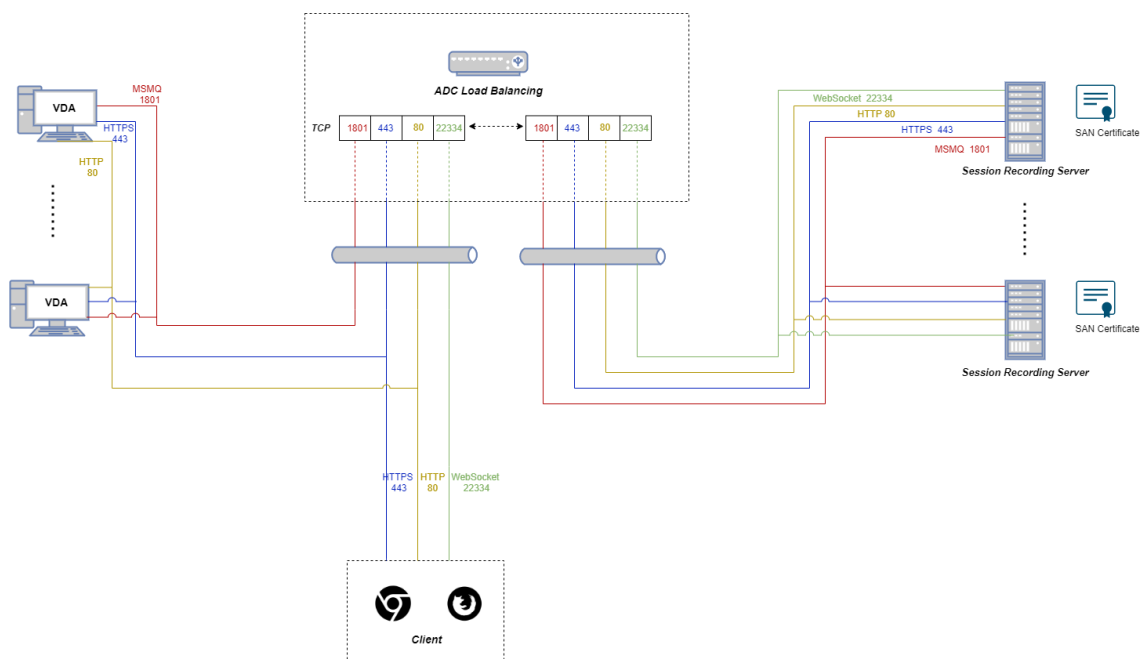 ADC Load Balancing
TCP
1801 443 80 22334
1801 443 80 22334
VDA
MSMQ
1801
HTTPS
443
HTTP
80
VDA
WebSocket 22334
HTTP 80
HTTPS 443
MSMQ 1801
SAN Certificate
Session Recording Server
SAN Certificate
Session Recording Server
HTTPS
443
HTTP
80
WebSocket
22334
Client